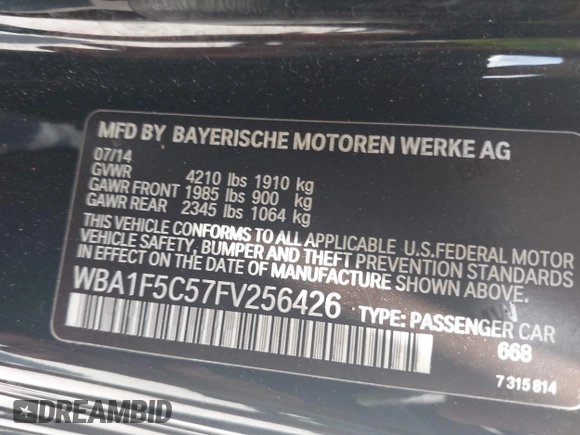 MFD BY BAYERISCHE MOTOREN WERKE AG
07/14
GVWR 4210 lbs 1910 kg
GAWR FRONT 1985 lbs 900 kg
GAWR REAR 2345 lbs 1064 kg
THIS VEHICLE CONFORMS TO ALL APPLICABLE U.S.FEDERAL MOTOR
VEHICLE SAFETY, BUMPER AND THEFT PREVENTION STANDARDS
IN EFFECT ON THE DATE OF MANUFACTURE SHOWN ABOVE.
WBA1F5C57FV256426
TYPE: PASSENGER CAR
668
7 315 814
DREAMBID